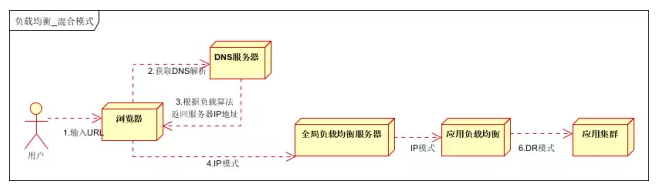 负载均衡_混合模式
DNS服务器
2.获取DNS解析
3.根据负载算法
返回服务器IP地址
浏览器
1.输入URL
用户
全局负载均衡服务器
应用负载均衡
应用集群
4.IP模式
IP模式
6.DR模式